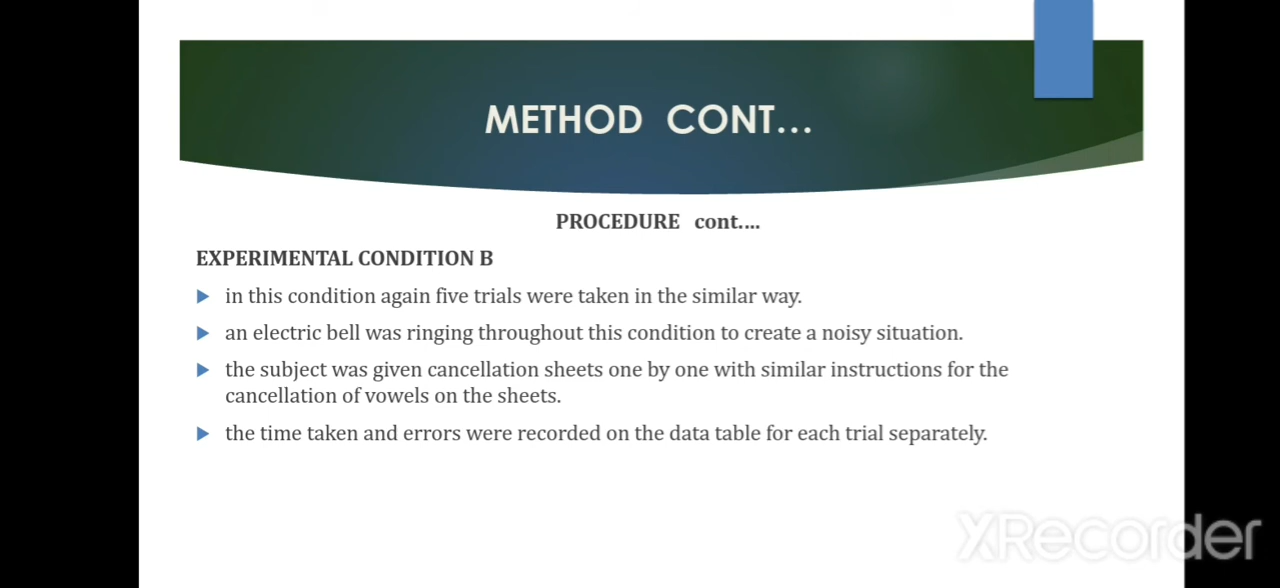 METHOD CONT...
PROCEDURE cont....
EXPERIMENTAL CONDITION B
in this condition again five trials were taken in the similar way.
an electric bell was ringing throughout this condition to create a noisy situation.
the subject was given cancellation sheets one by one with similar instructions for the
cancellation of vowels on the sheets.
the time taken and errors were recorded on the data table for each trial separately.
XRecorder